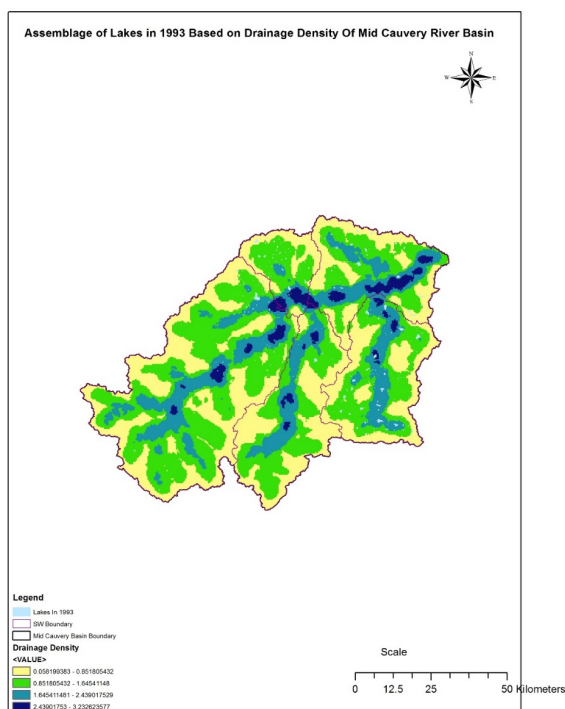 Assemblage of Lakes in 1993 Based on Drainage Density Of Mid Cauvery River Basin
N
W E
S
Legend
Lakes In 1993
SW Boundary
Mid Cauvery Basin Boundary
Drainage Density
<VALUE>
0.058199383 - 0.851805432
0.851805432 - 1.64541148
1.645411481 - 2.439017529
2.43901753 - 3.232623577
Scale
0 12.5 25 50 Kilometers